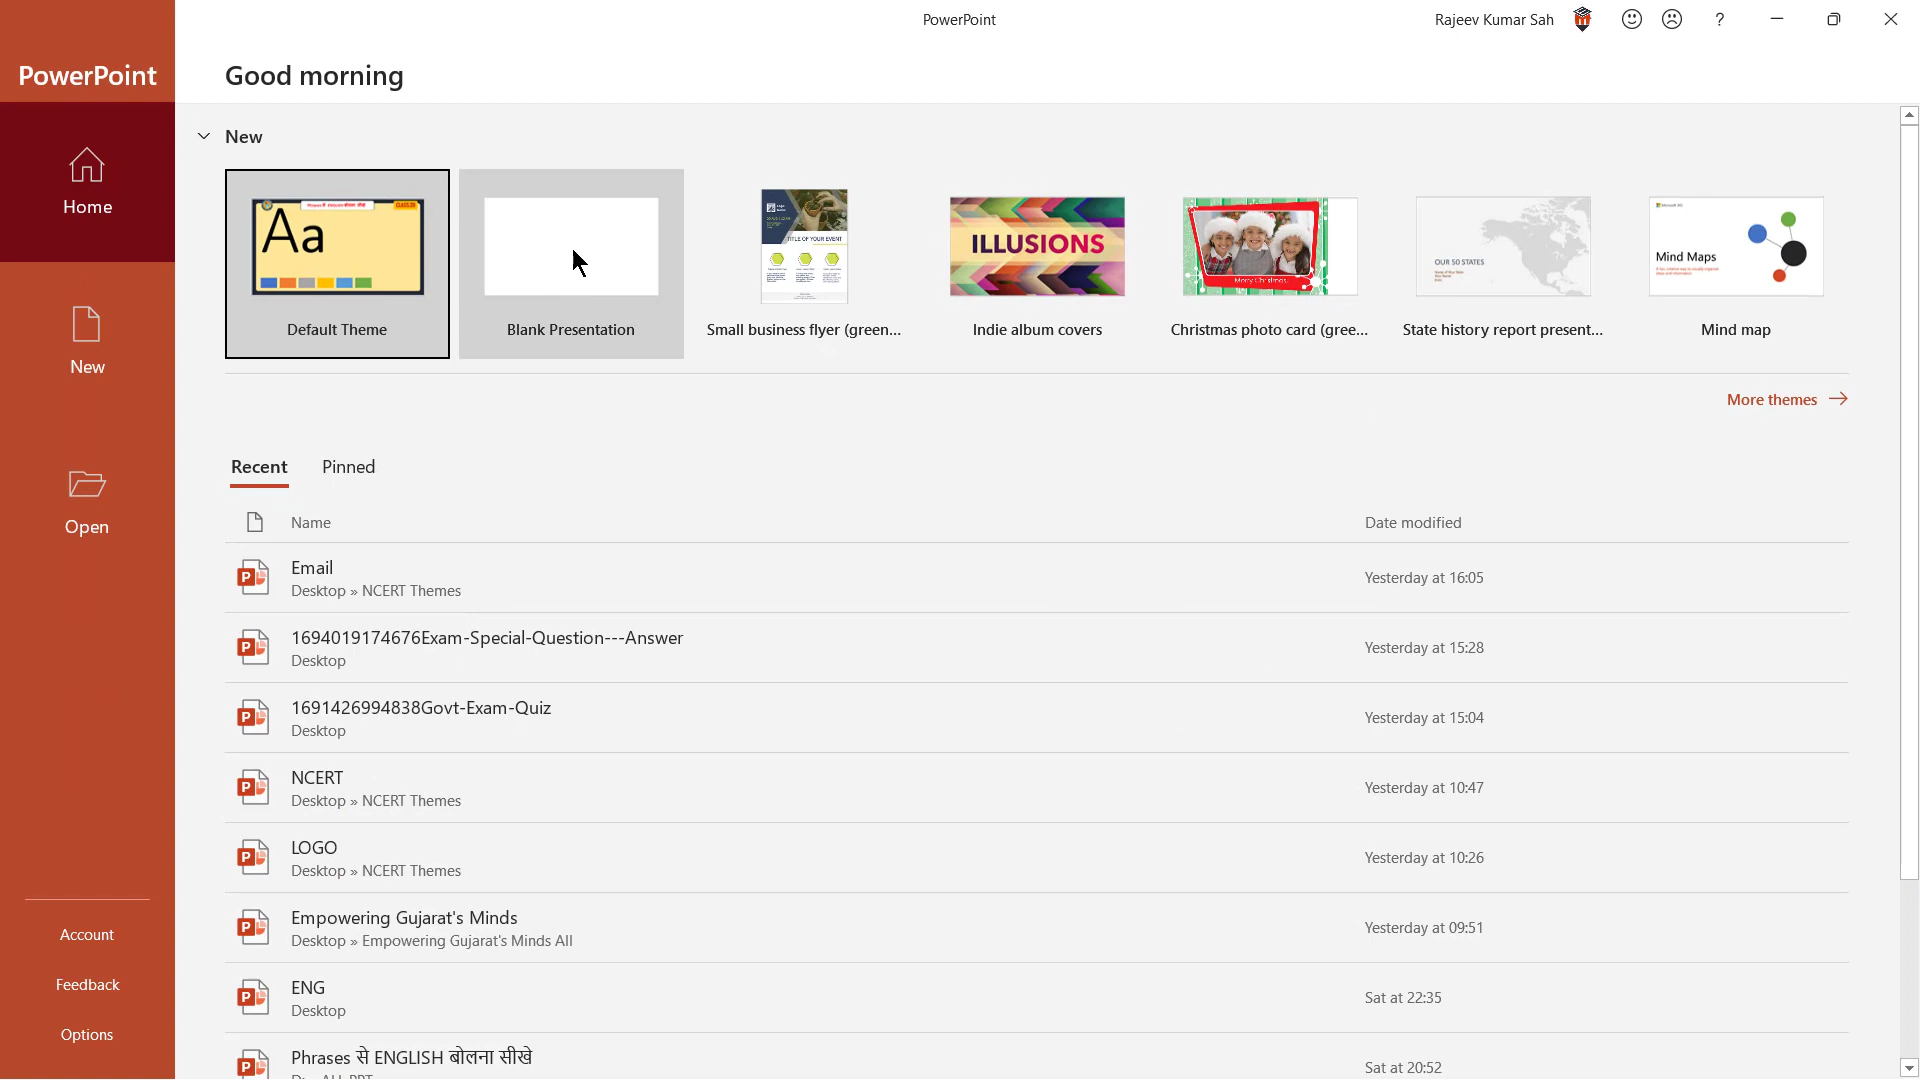 PowerPoint
Rajeev Kumar Sah
?
PowerPoint
Good morning
Home
New
Open
Account
Feedback
Options
New
Aa
Default Theme
Blank Presentation
TITLE OF YOUR EVENT
Small business flyer (green...
ILLUSIONS
Indie album covers
Merry Christmas
Christmas photo card (gree...
OUR 50 STATES
State history report present...
Mind Maps
Mind map
More themes
Recent Pinned
Name Date modified
Email Yesterday at 16:05
Desktop » NCERT Themes
1694019174676Exam-Special-Question---Answer Yesterday at 15:28
Desktop
1691426994838Govt-Exam-Quiz Yesterday at 15:04
Desktop
NCERT Yesterday at 10:47
Desktop » NCERT Themes
LOGO Yesterday at 10:26
Desktop » NCERT Themes
Empowering Gujarat's Minds Yesterday at 09:51
Desktop » Empowering Gujarat's Minds All
ENG Sat at 22:35
Desktop
Phrases से ENGLISH बोलना सीखे Sat at 20:52